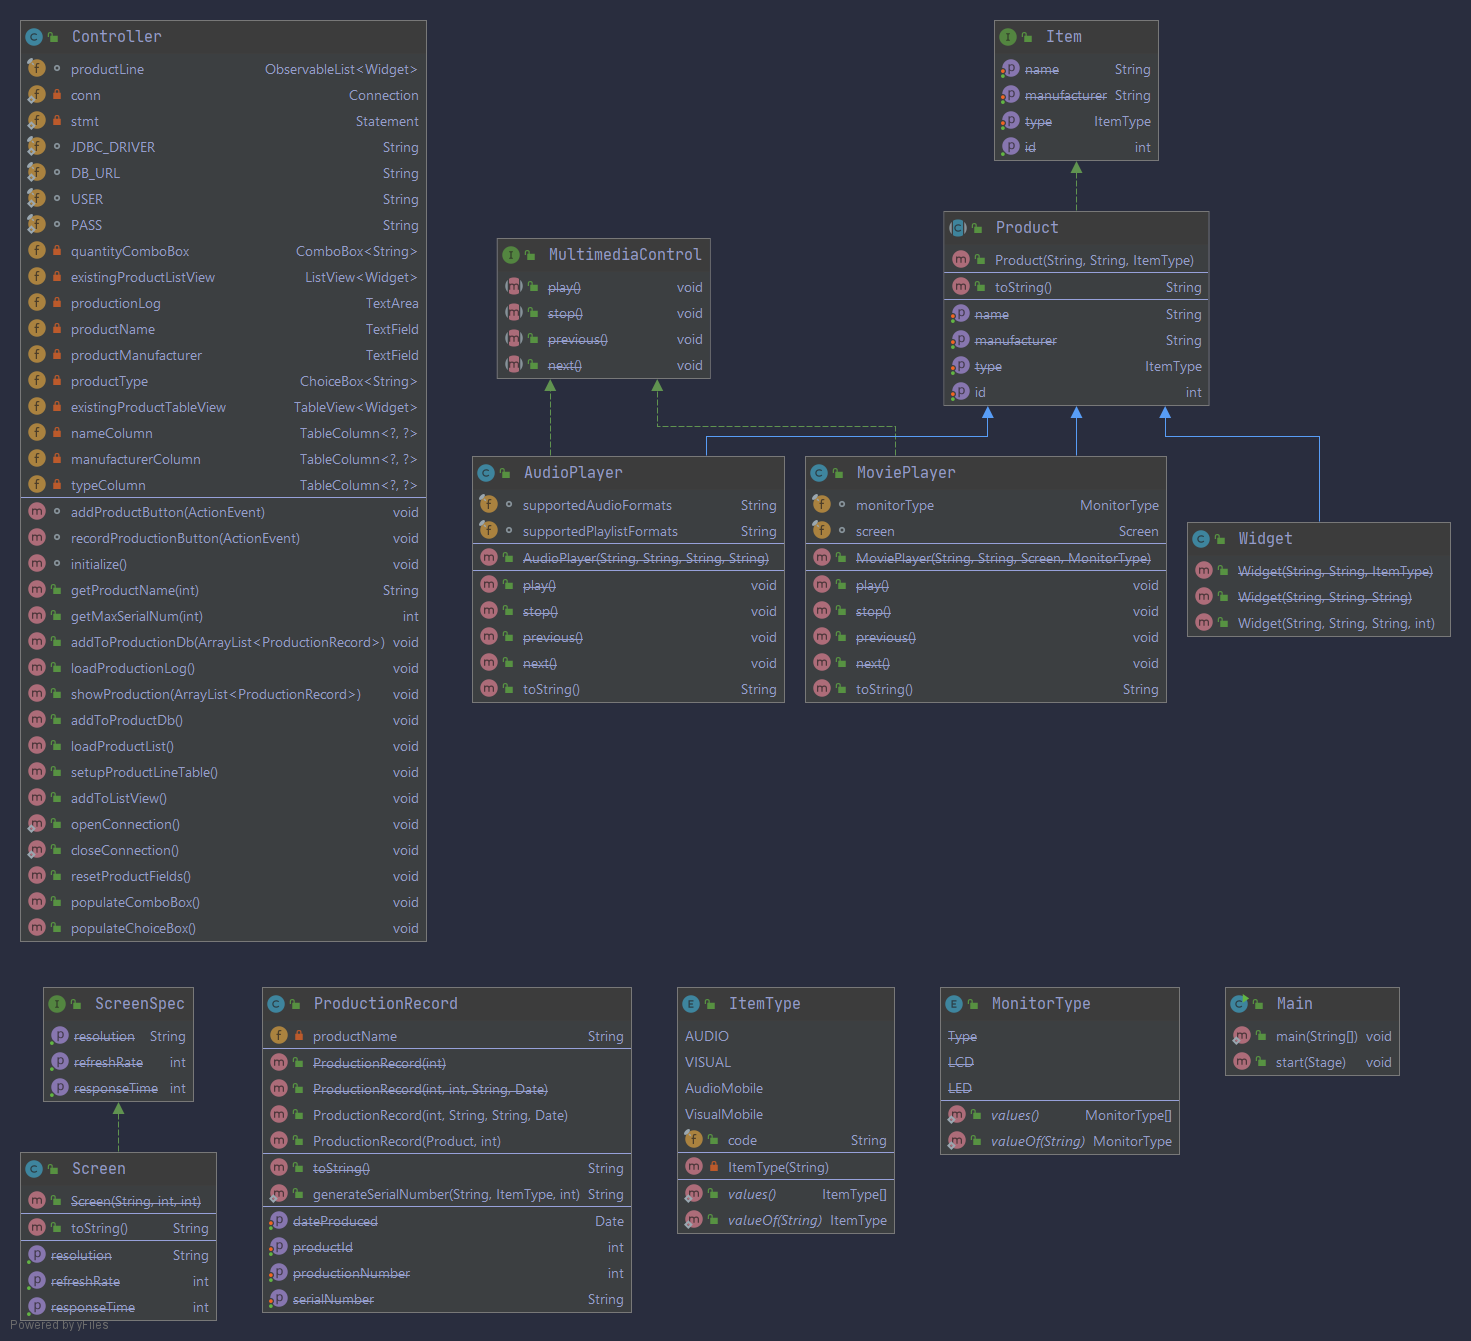 Controller
productLine ObservableList<Widget>
conn Connection
stmt Statement
JDBC_DRIVER String
DB_URL String
USER String
PASS String
quantityComboBox ComboBox<String>
existingProductListView ListView<Widget>
productionLog TextArea
productName TextField
productManufacturer TextField
productType ChoiceBox<String>
existingProductTableView TableView<Widget>
nameColumn TableColumn<?, ?>
manufacturerColumn TableColumn<?, ?>
typeColumn TableColumn<?, ?>
addProductButton(ActionEvent) void
recordProductionButton(ActionEvent) void
initialize() void
getProductName(int) String
getMaxSerialNum(int) int
addToProductionDb(ArrayList<ProductionRecord>) void
loadProductionLog() void
showProduction(ArrayList<ProductionRecord>) void
addToProductDb() void
loadProductList() void
setupProductLineTable() void
addToListView() void
openConnection() void
closeConnection() void
resetProductFields() void
populateComboBox() void
populateChoiceBox() void
Item
name String
manufacturer String
type ItemType
id int
Product
Product(String, String, ItemType)
toString() String
name String
manufacturer String
type ItemType
id int
MultimediaControl
play() void
stop() void
previous() void
next() void
AudioPlayer
supportedAudioFormats String
supportedPlaylistFormats String
AudioPlayer(String, String, String, String)
play() void
stop() void
previous() void
next() void
toString() String
MoviePlayer
monitorType MonitorType
screen Screen
MoviePlayer(String, String, Screen, MonitorType)
play() void
stop() void
previous() void
next() void
toString() String
Widget
Widget(String, String, ItemType)
Widget(String, String, String)
Widget(String, String, String, int)
ScreenSpec
resolution String
refreshRate int
responseTime int
Screen
Screen(String, int, int)
toString() String
resolution String
refreshRate int
responseTime int
ProductionRecord
productName String
ProductionRecord(int)
ProductionRecord(int, int, String, Date)
ProductionRecord(int, String, String, Date)
ProductionRecord(Product, int)
toString() String
generateSerialNumber(String, ItemType, int) String
dateProduced Date
productId int
productionNumber int
serialNumber String
ItemType
AUDIO
VISUAL
AudioMobile
VisualMobile
code String
ItemType(String)
values() ItemType[]
valueOf(String) ItemType
MonitorType
Type
LCD
LED
values() MonitorType[]
valueOf(String) MonitorType
Main
main(String[]) void
start(Stage) void
Powered by yFiles